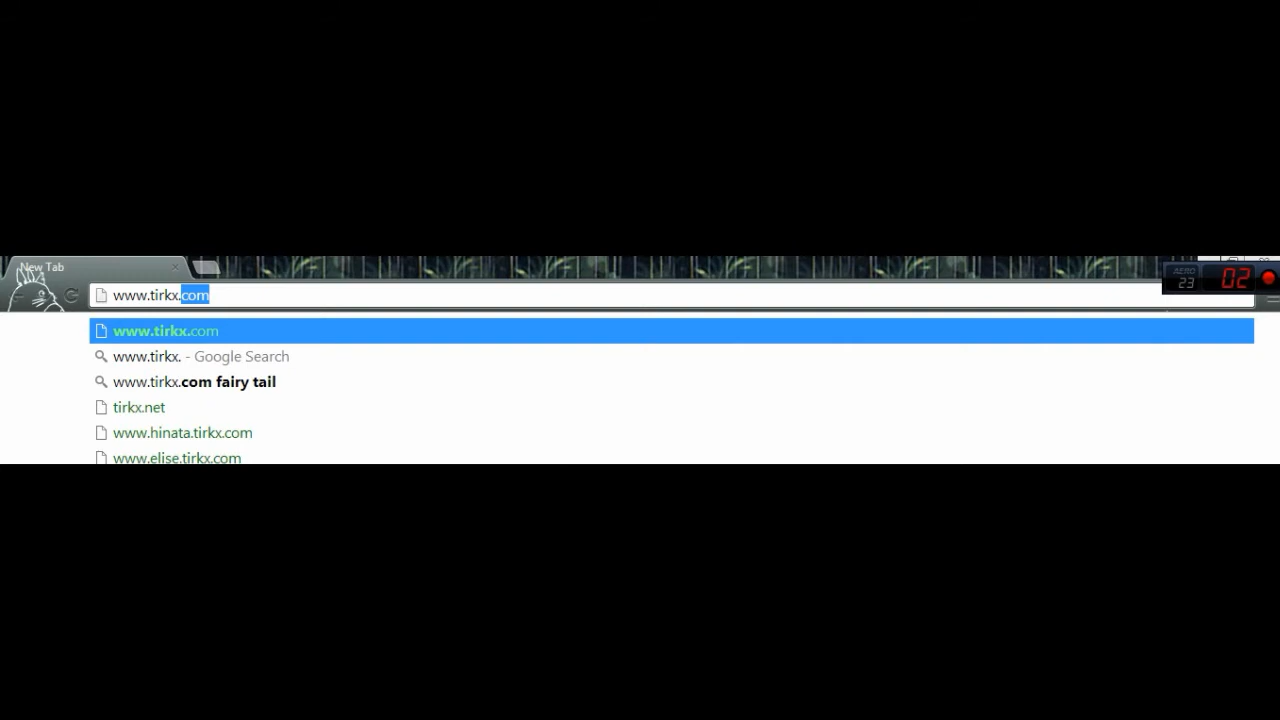 New Tab
AERO
23
02
www.tirkx.com
www.tirkx.com
www.tirkx. - Google Search
www.tirkx.com fairy tail
tirkx.net
www.hinata.tirkx.com
www.elise.tirkx.com